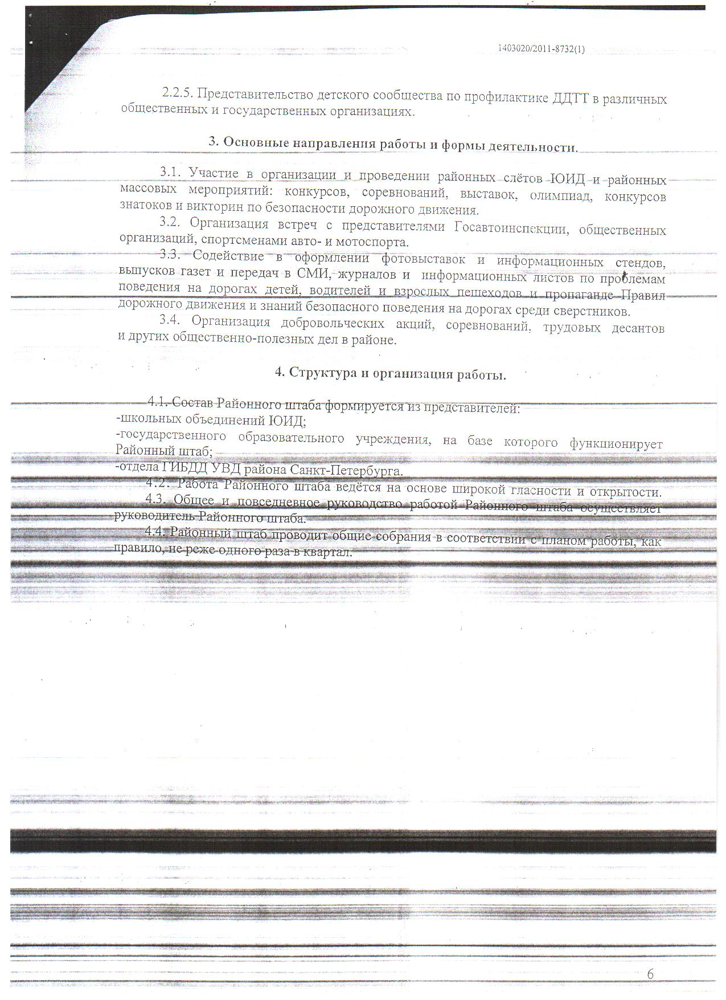 1403020/2011-8732(1)
2.2.5. Представительство детского сообщества по профилактике ДДТТ в различных
общественных и государственных организациях.
3. Основные направления работы и формы деятельности.
3.1. Участие в организации и проведении районных слётов ЮИД и районных
массовых мероприятий: конкурсов, соревнований, выставок, олимпиад, конкурсов
знатоков и викторин по безопасности дорожного движения.
3.2. Организация встреч с представителями Госавтоинспекции, общественных
организаций, спортсменами авто- и мотоспорта.
3.3. Содействие в оформлении фотовыставок и информационных стендов,
выпусков газет и передач в СМИ, журналов и информационных листов по проблемам
поведения на дорогах детей, водителей и взрослых пешеходов и пропаганде Правил
дорожного движения и знаний безопасного поведения на дорогах среди сверстников.
3.4. Организация добровольческих акций, соревнований, трудовых десантов
и других общественно-полезных дел в районе.
4. Структура и организация работы.
4.1. Состав Районного штаба формируется из представителей:
-школьных объединений ЮИД;
-государственного образовательного учреждения, на базе которого функционирует
Районный штаб;
-отдела ГИБДД УВД района Санкт-Петербурга.
4.2. Работа Районного штаба ведётся на основе широкой гласности и открытости.
4.3. Общее и повседневное руководство работой Районного штаба осуществляет
руководитель Районного штаба.
4.4. Районный штаб проводит общие собрания в соответствии с планом работы, как
правило, не реже одного раза в квартал.
6